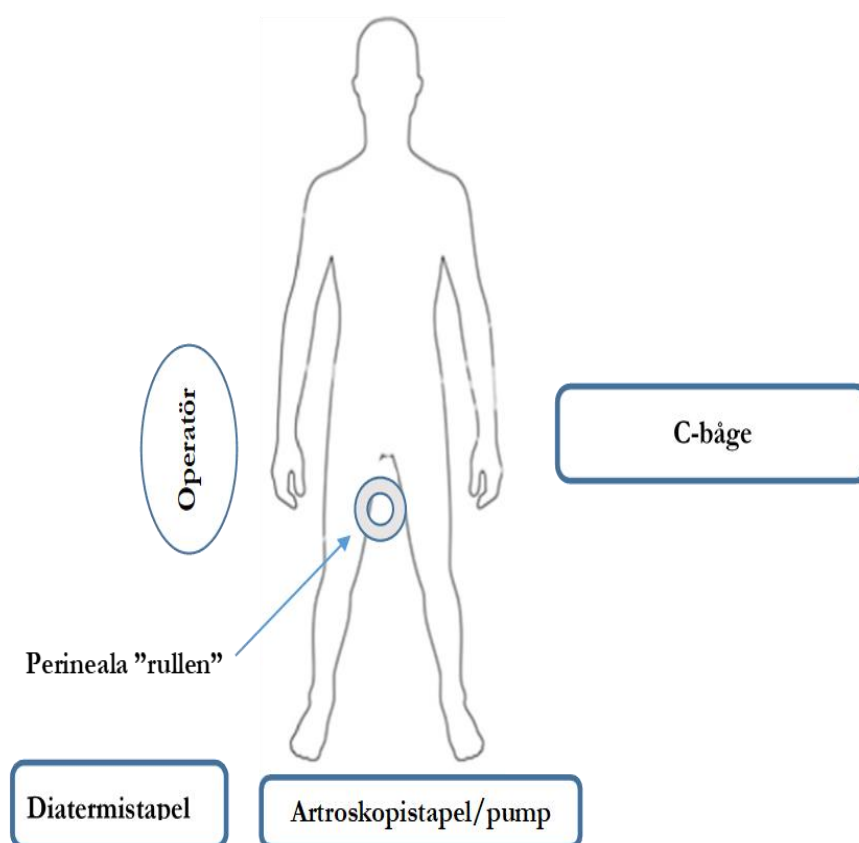 Operatör
C-båge
Perineala ”rullen”
Diatermistapel
Artroskopistapel/pump